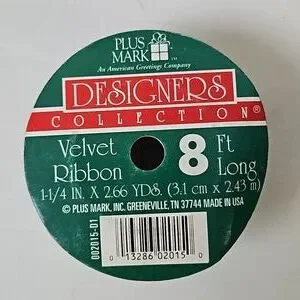 PLUS
MARK™
An American Greetings Company
DESIGNERS
COLLECTION®
Velvet 8 Ft
Ribbon Long
1-1/4 IN. X 2.66 YDS. (3.1 cm x 2.43 m)
© PLUS MARK, INC. GREENEVILLE, TN 37744 MADE IN USA
002015-D1
0 13286 02015 0